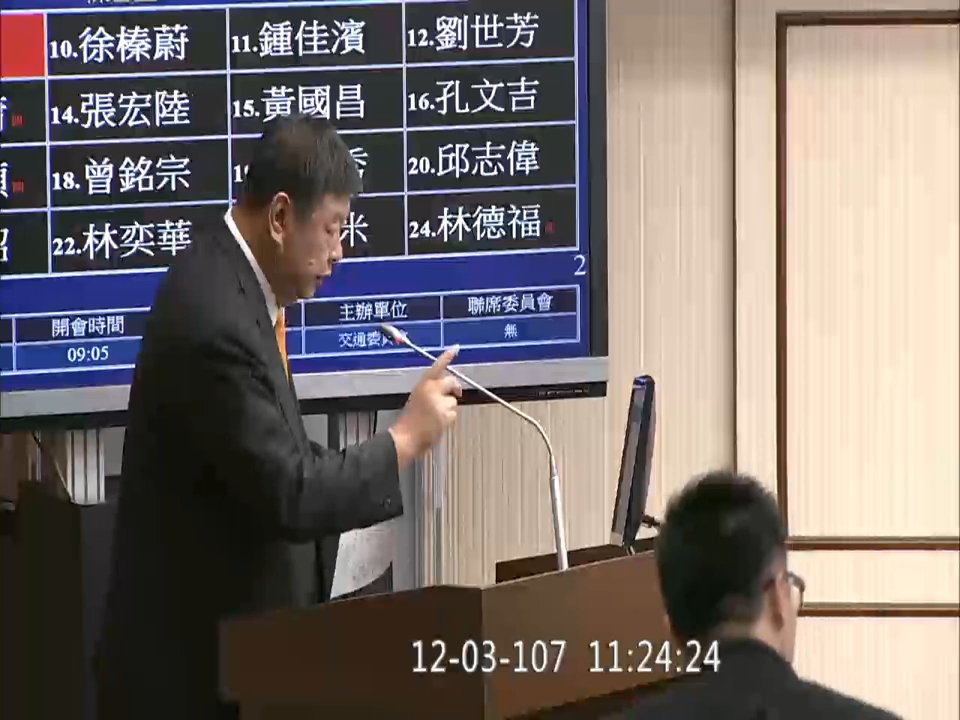 10.徐榛蔚 11.鍾佳濱 12.劉世芳
14.張宏陸 15.黃國昌 16.孔文吉
18.曾銘宗 20.邱志偉
22.林奕華 米 24.林德福
2
開會時間 主辦單位 聯席委員會
09:05 交通委 無
12-03-107 11:24:24